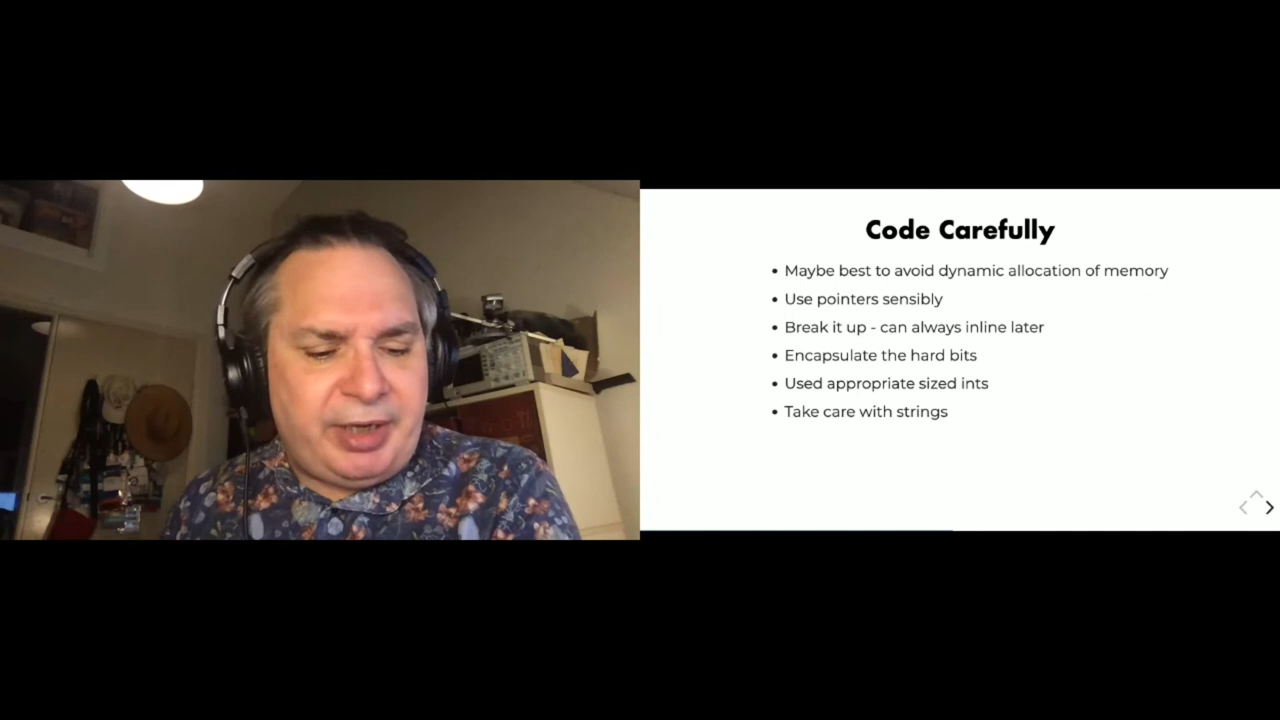 Code Carefully
Maybe best to avoid dynamic allocation of memory
Use pointers sensibly
Break it up - can always inline later
Encapsulate the hard bits
Used appropriate sized ints
Take care with strings